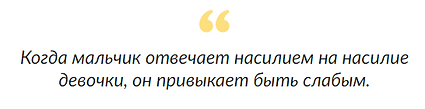 Когда мальчик отвечает насилием на насилие
девочки, он привыкает быть слабым.